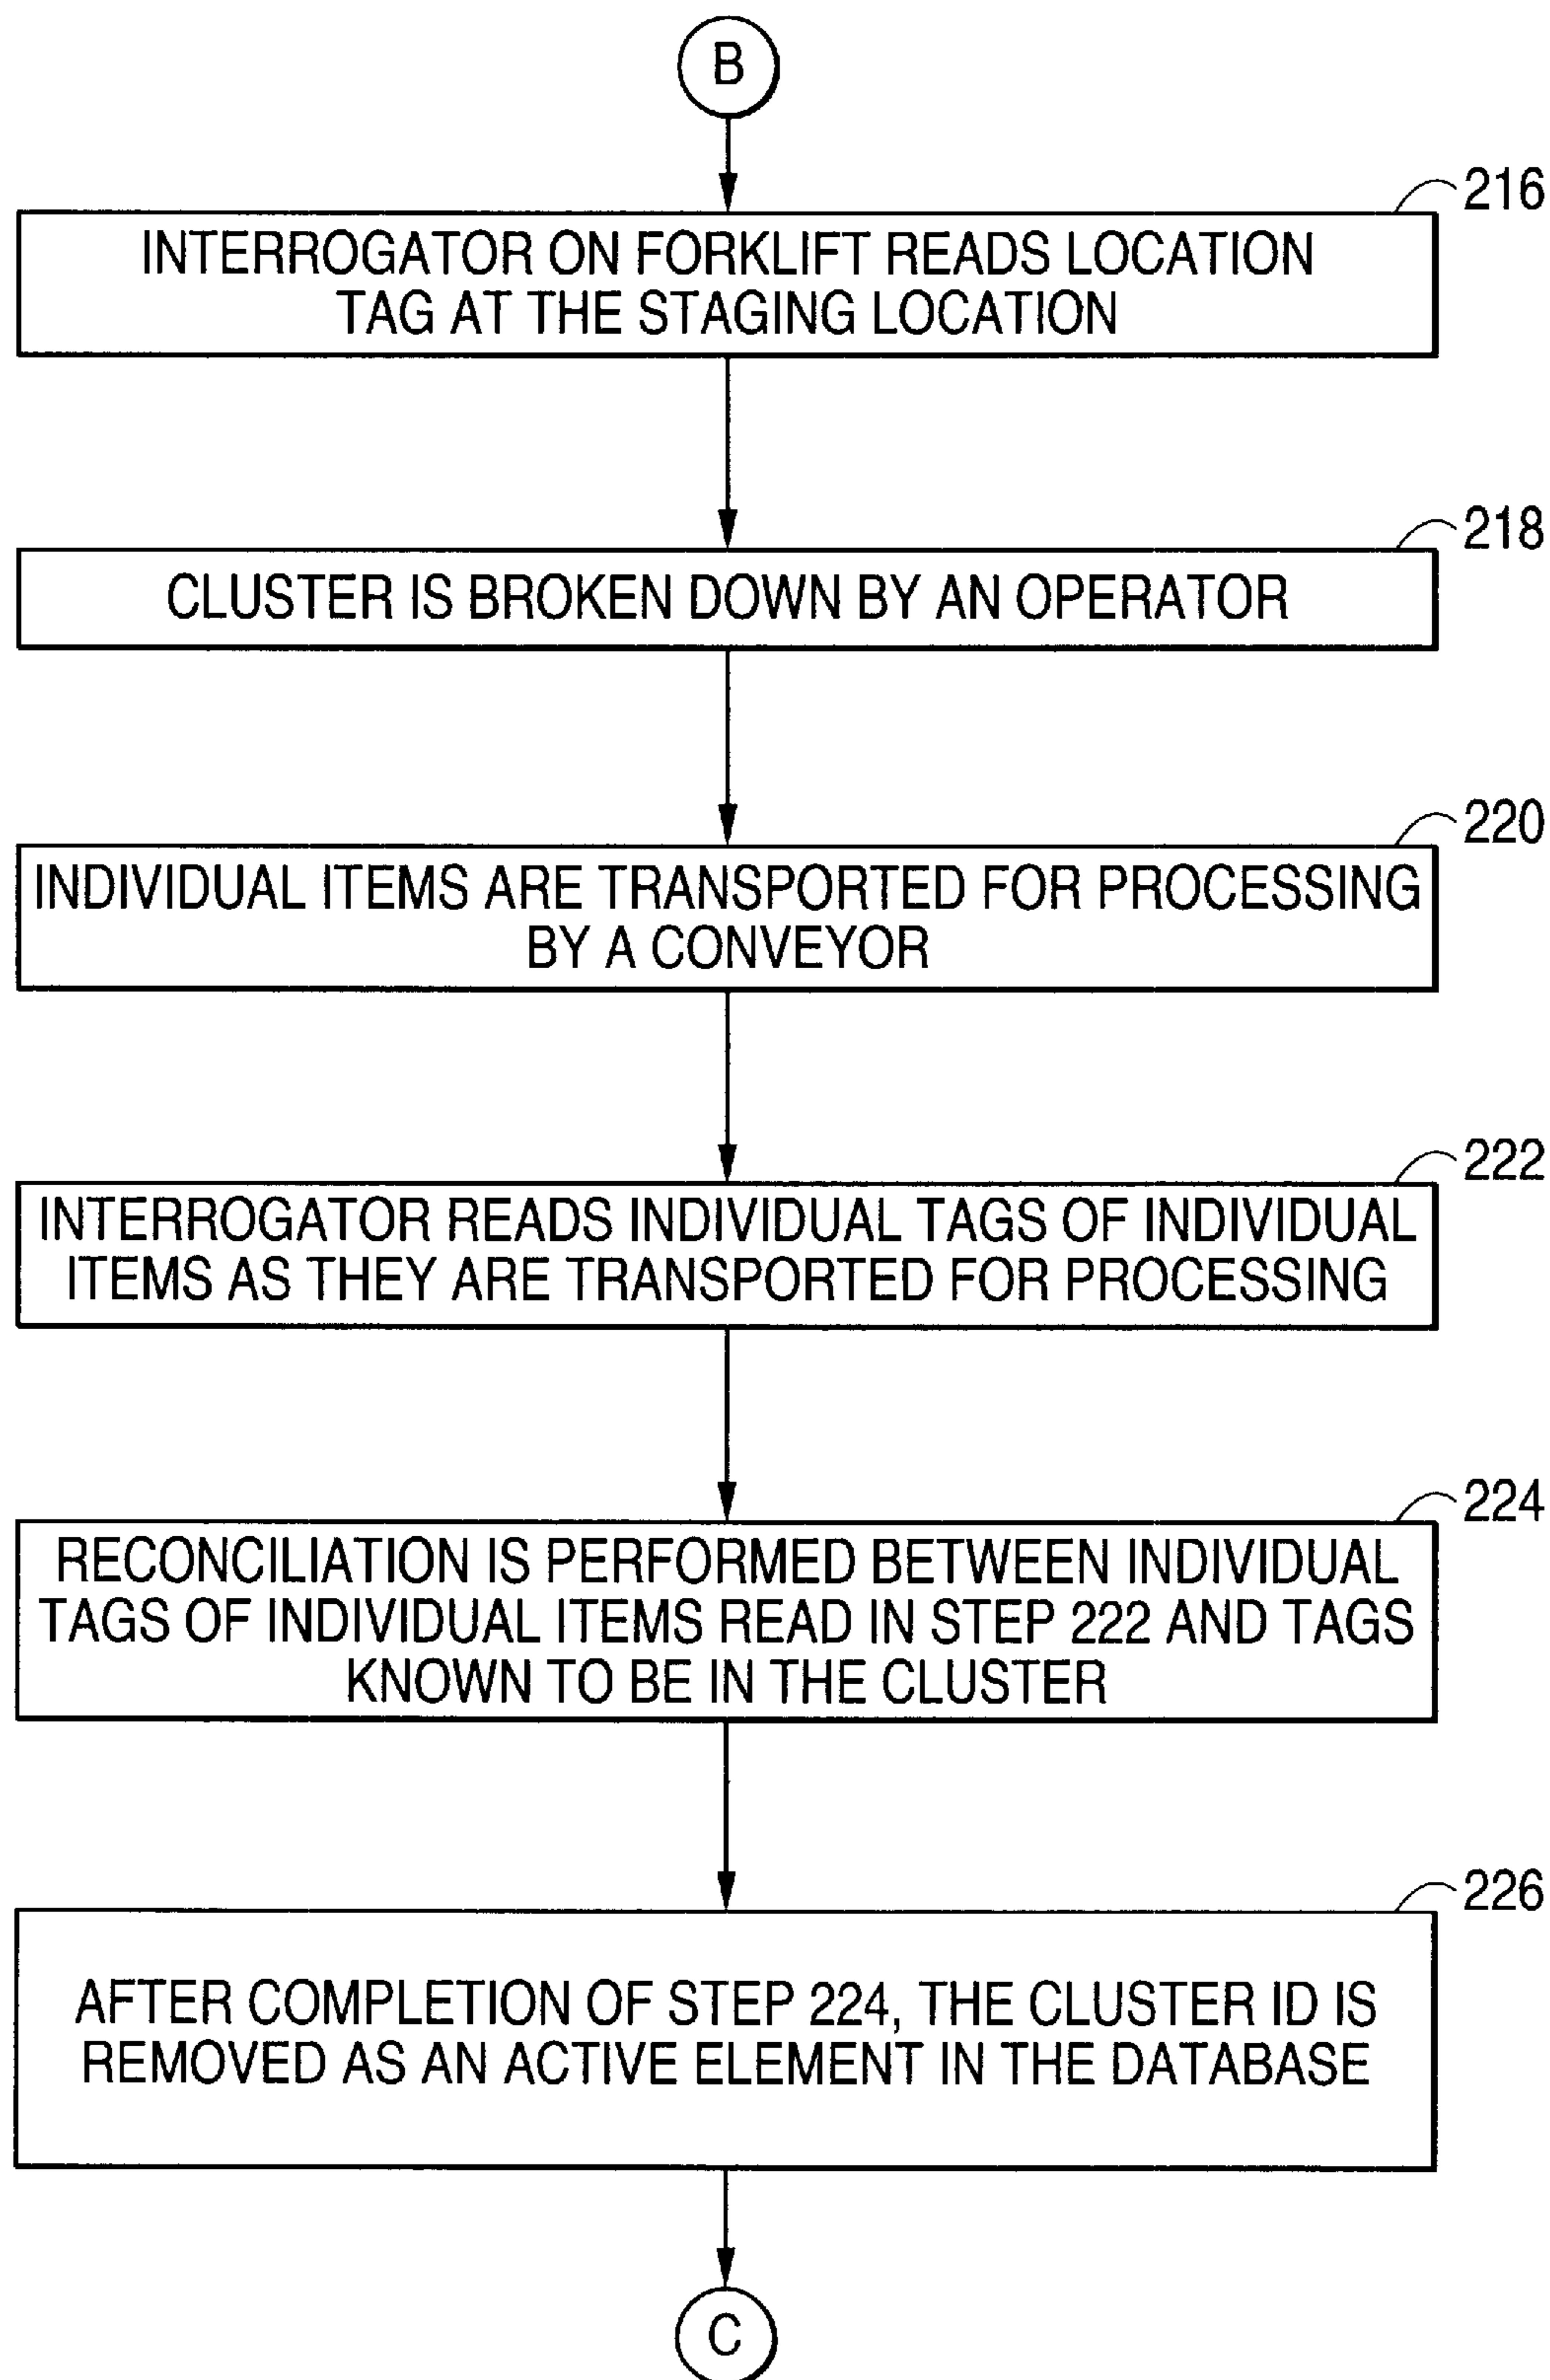 B
216
INTERROGATOR ON FORKLIFT READS LOCATION
TAG AT THE STAGING LOCATION
218
CLUSTER IS BROKEN DOWN BY AN OPERATOR
220
INDIVIDUAL ITEMS ARE TRANSPORTED FOR PROCESSING
BY A CONVEYOR
222
INTERROGATOR READS INDIVIDUAL TAGS OF INDIVIDUAL
ITEMS AS THEY ARE TRANSPORTED FOR PROCESSING
224
RECONCILIATION IS PERFORMED BETWEEN INDIVIDUAL
TAGS OF INDIVIDUAL ITEMS READ IN STEP 222 AND TAGS
KNOWN TO BE IN THE CLUSTER
226
AFTER COMPLETION OF STEP 224, THE CLUSTER ID IS
REMOVED AS AN ACTIVE ELEMENT IN THE DATABASE
C